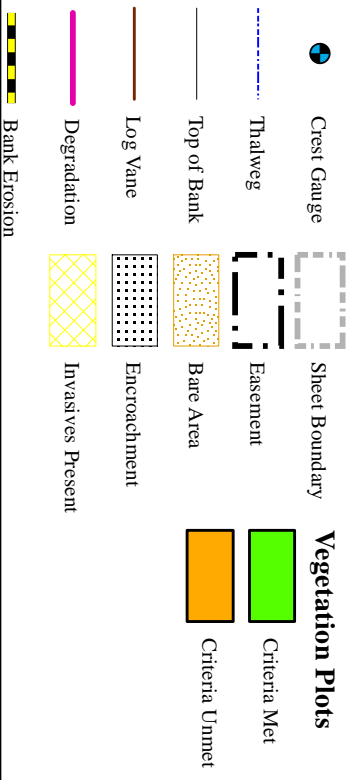 Crest Gauge
Thalweg
Top of Bank
Log Vane
Degradation
Bank Erosion
Sheet Boundary
Easement
Bare Area
Encroachment
Invasives Present
Vegetation Plots
Criteria Met
Criteria Unmet